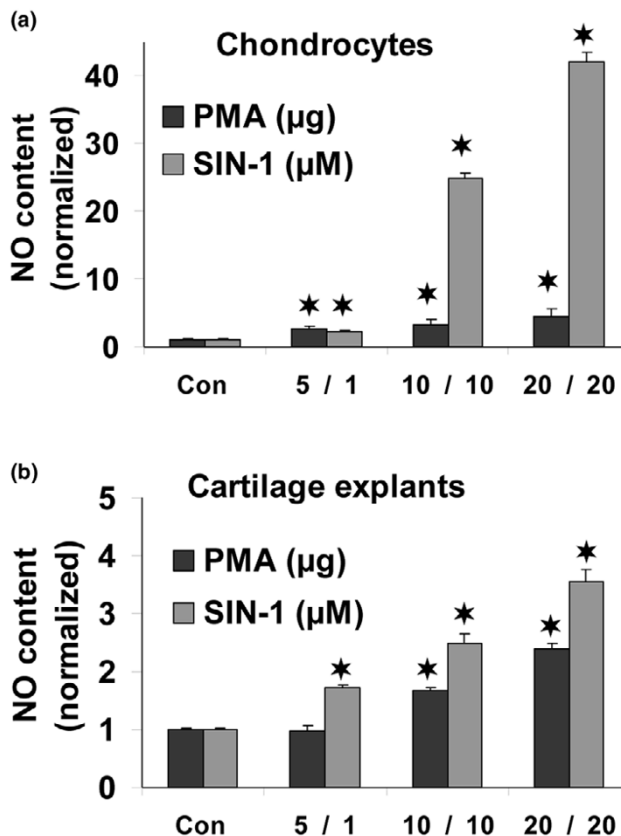 (a)
Chondrocytes
NO content
(normalized)
40
30
20
10
0
PMA (µg)
SIN-1 (µM)
Con 5 / 1 10 / 10 20 / 20
(b)
Cartilage explants
NO content
(normalized)
5
4
3
2
1
0
PMA (µg)
SIN-1 (µM)
Con 5 / 1 10 / 10 20 / 20